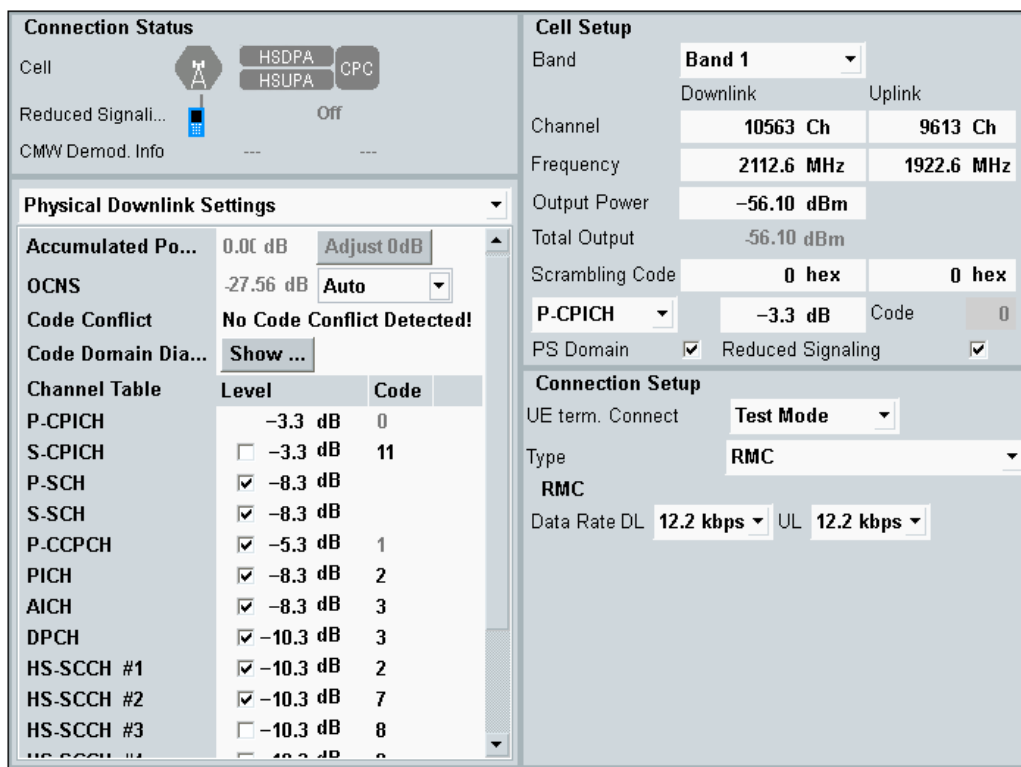 Connection Status
Cell
HSDPA
HSUPA
CPC
Reduced Signali... Off
CMW Demod. Info --- ---
Physical Downlink Settings
Accumulated Po... 0.00 dB Adjust 0dB
OCNS -27.56 dB Auto
Code Conflict No Code Conflict Detected!
Code Domain Dia... Show ...
Channel Table Level Code
P-CPICH −3.3 dB 0
S-CPICH −3.3 dB 11
P-SCH −8.3 dB
S-SCH −8.3 dB
P-CCPCH −5.3 dB 1
PICH −8.3 dB 2
AICH −8.3 dB 3
DPCH −10.3 dB 3
HS-SCCH #1 −10.3 dB 2
HS-SCCH #2 −10.3 dB 7
HS-SCCH #3 −10.3 dB 8
Cell Setup
Band Band 1
Downlink Uplink
Channel 10563 Ch 9613 Ch
Frequency 2112.6 MHz 1922.6 MHz
Output Power −56.10 dBm
Total Output -56.10 dBm
Scrambling Code 0 hex 0 hex
P-CPICH −3.3 dB Code 0
PS Domain Reduced Signaling
Connection Setup
UE term. Connect Test Mode
Type RMC
RMC
Data Rate DL 12.2 kbps UL 12.2 kbps